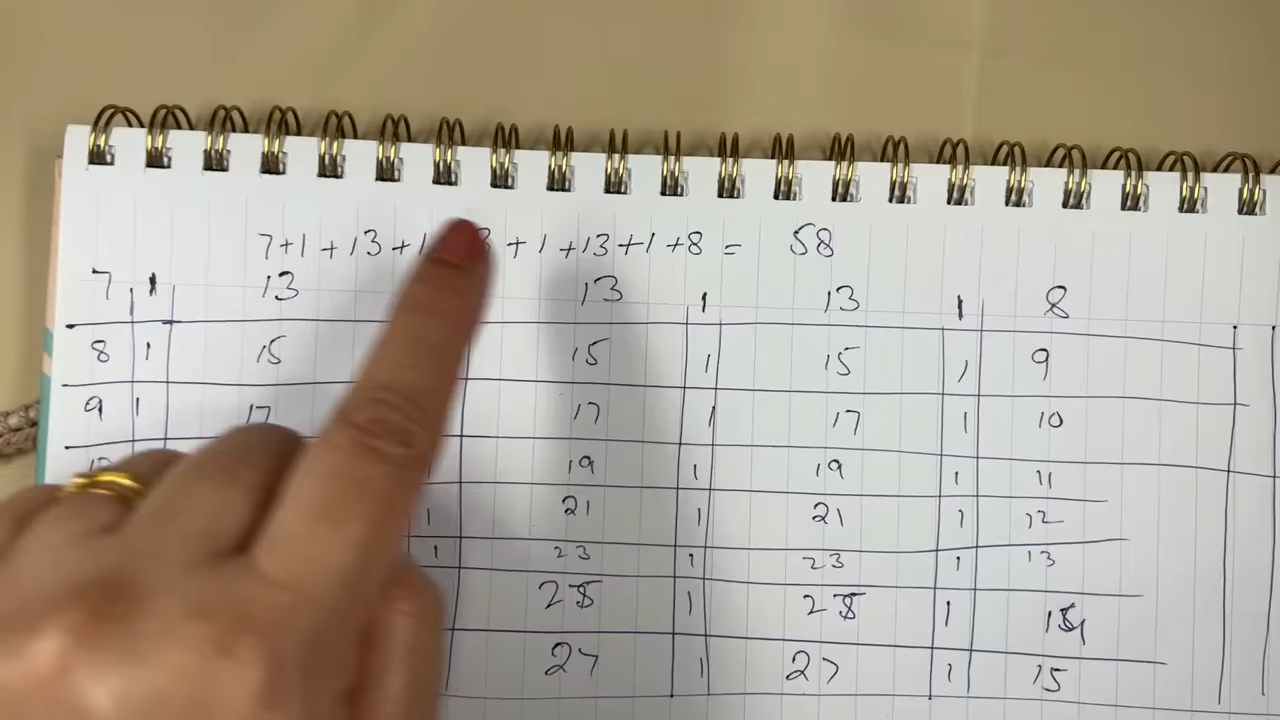 7+1+13+1 3+1+13+1+8= 58
7 1 13 13 1 13 1 8
8 1 15 15 1 15 1 9
9 1 17 17 1 17 1 10
19 1 19 1 11
1 21 1 21 1 12
1 23 1 23 1 13
25 1 25 1 14
27 1 27 1 15